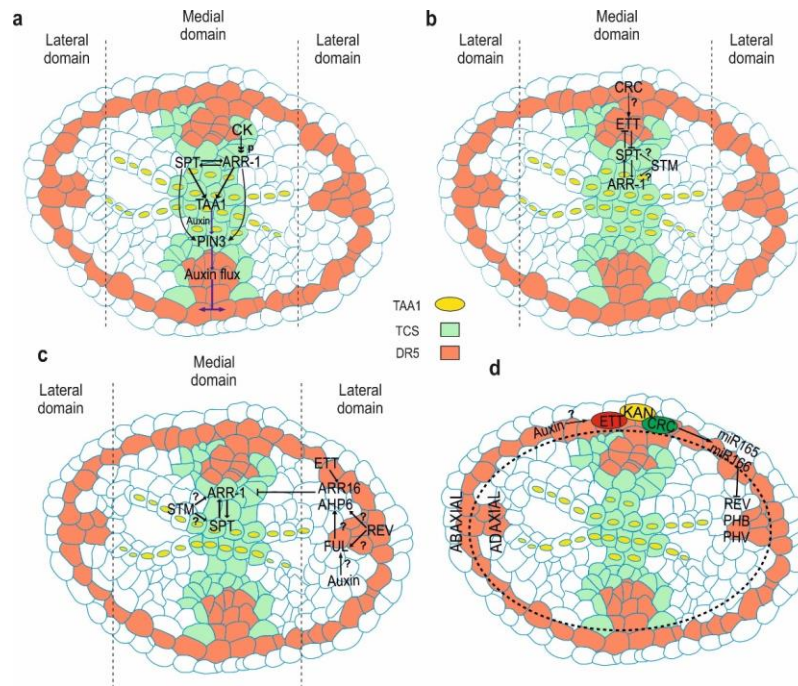 a
Medial
domain
Lateral
domain
Lateral
domain
CK
P
SPT
ARR-1
TAA1
Auxin
PIN3
Auxin flux
b
Medial
domain
Lateral
domain
Lateral
domain
CRC
?
ETT
SPT
?
STM
?
ARR-1
TAA1
TCS
DR5
c
Medial
domain
Lateral
domain
Lateral
domain
ETT
ARR16
AHP6
?
ARR-1
STM
?
SPT
?
?
REV
FUL
?
?
Auxin
d
Auxin
?
ETT
KAN
CRC
miR165
miR166
REV
PHB
PHV
ABAXIAL
ADAXIAL